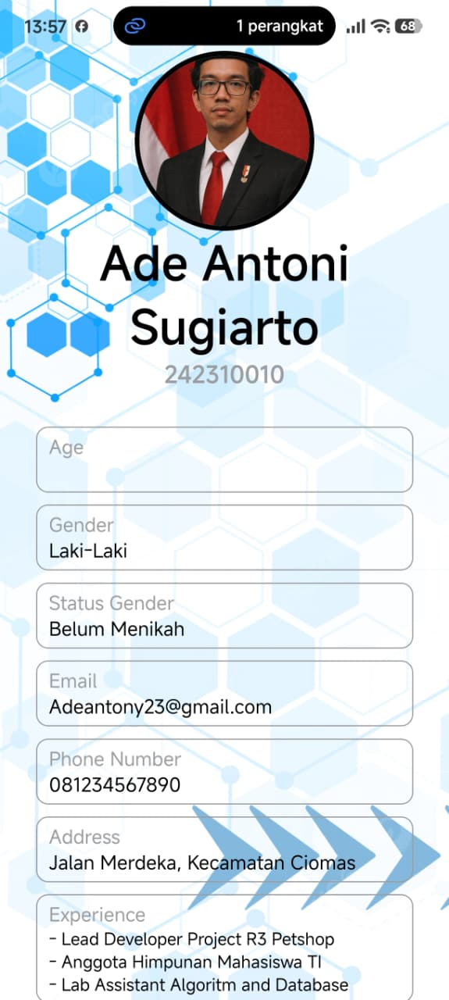 13:57
1 perangkat
68
Ade Antoni
Sugiarto
242310010
Age
Gender
Laki-Laki
Status Gender
Belum Menikah
Email
Adeantony23@gmail.com
Phone Number
081234567890
Address
Jalan Merdeka, Kecamatan Ciomas
Experience
- Lead Developer Project R3 Petshop
- Anggota Himpunan Mahasiswa TI
- Lab Assistant Algoritm and Database